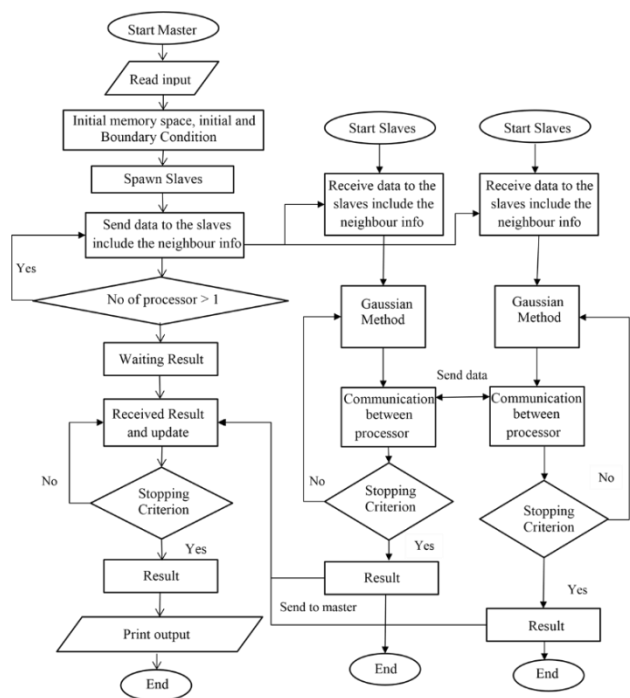 Start Master
Read input
Initial memory space, initial and
Boundary Condition
Spawn Slaves
Send data to the slaves
include the neighbour info
Yes
No of processor > 1
Waiting Result
Received Result
and update
No
Stopping
Criterion
Yes
Result
Print output
End
Start Slaves
Receive data to the
slaves include the
neighbour info
Gaussian
Method
Send data
Communication
between
processor
No
Stopping
Criterion
Yes
Result
Send to master
End
Start Slaves
Receive data to the
slaves include the
neighbour info
Gaussian
Method
Communication
between
processor
No
Stopping
Criterion
Yes
Result
End